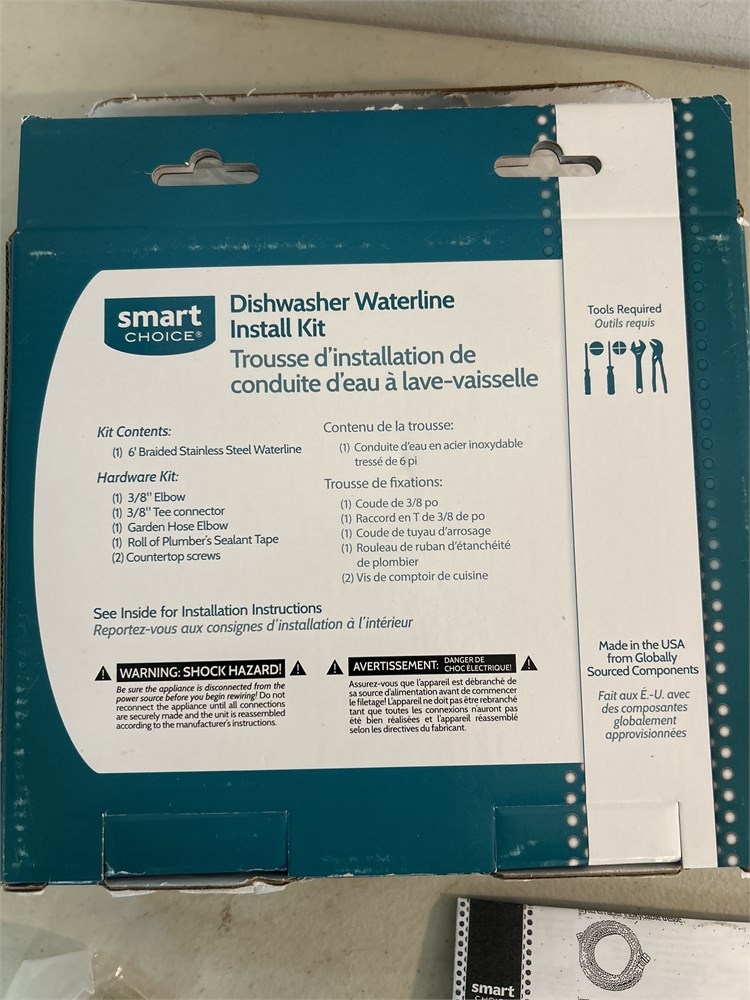 smart
CHOICE®
Dishwasher Waterline
Install Kit
Trousse d'installation de
conduite d'eau à lave-vaisselle
Kit Contents:
(1) 6' Braided Stainless Steel Waterline
Hardware Kit:
(1) 3/8" Elbow
(1) 3/8" Tee connector
(1) Garden Hose Elbow
(1) Roll of Plumber's Sealant Tape
(2) Countertop screws
Contenu de la trousse:
(1) Conduite d'eau en acier inoxydable
tressé de 6 pi
Trousse de fixations:
(1) Coude de 3/8 po
(1) Raccord en T de 3/8 de po
(1) Coude de tuyau d'arrosage
(1) Rouleau de ruban d'étanchéité
de plombier
(2) Vis de comptoir de cuisine
See Inside for Installation Instructions
Reportez-vous aux consignes d'installation à l'intérieur
WARNING: SHOCK HAZARD!
Be sure the appliance is disconnected from the
power source before you begin rewiring! Do not
reconnect the appliance until all connections
are securely made and the unit is reassembled
according to the manufacturer's instructions.
AVERTISSEMENT: DANGER DE
CHOC ÉLECTRIQUE!
Assurez-vous que l'appareil est débranché de
sa source d'alimentation avant de commencer
le filetage! L'appareil ne doit pas être rebranché
tant que toutes les connexions n'auront pas
été bien réalisées et l'appareil réassemblé
selon les directives du fabricant.
Tools Required
Outils requis
Made in the USA
from Globally
Sourced Components
Fait aux É.-U. avec
des composantes
globalement
approvisionnées
smart
CHOICE